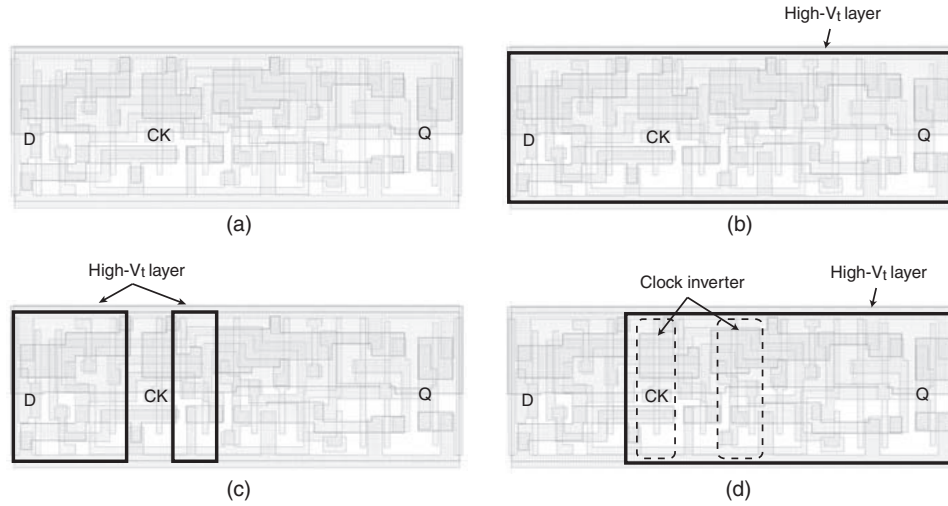 High-Vt layer
D
CK
Q
D
CK
Q
(a)
(b)
High-Vt layer
Clock inverter
High-Vt layer
D
CK
Q
D
CK
Q
(c)
(d)